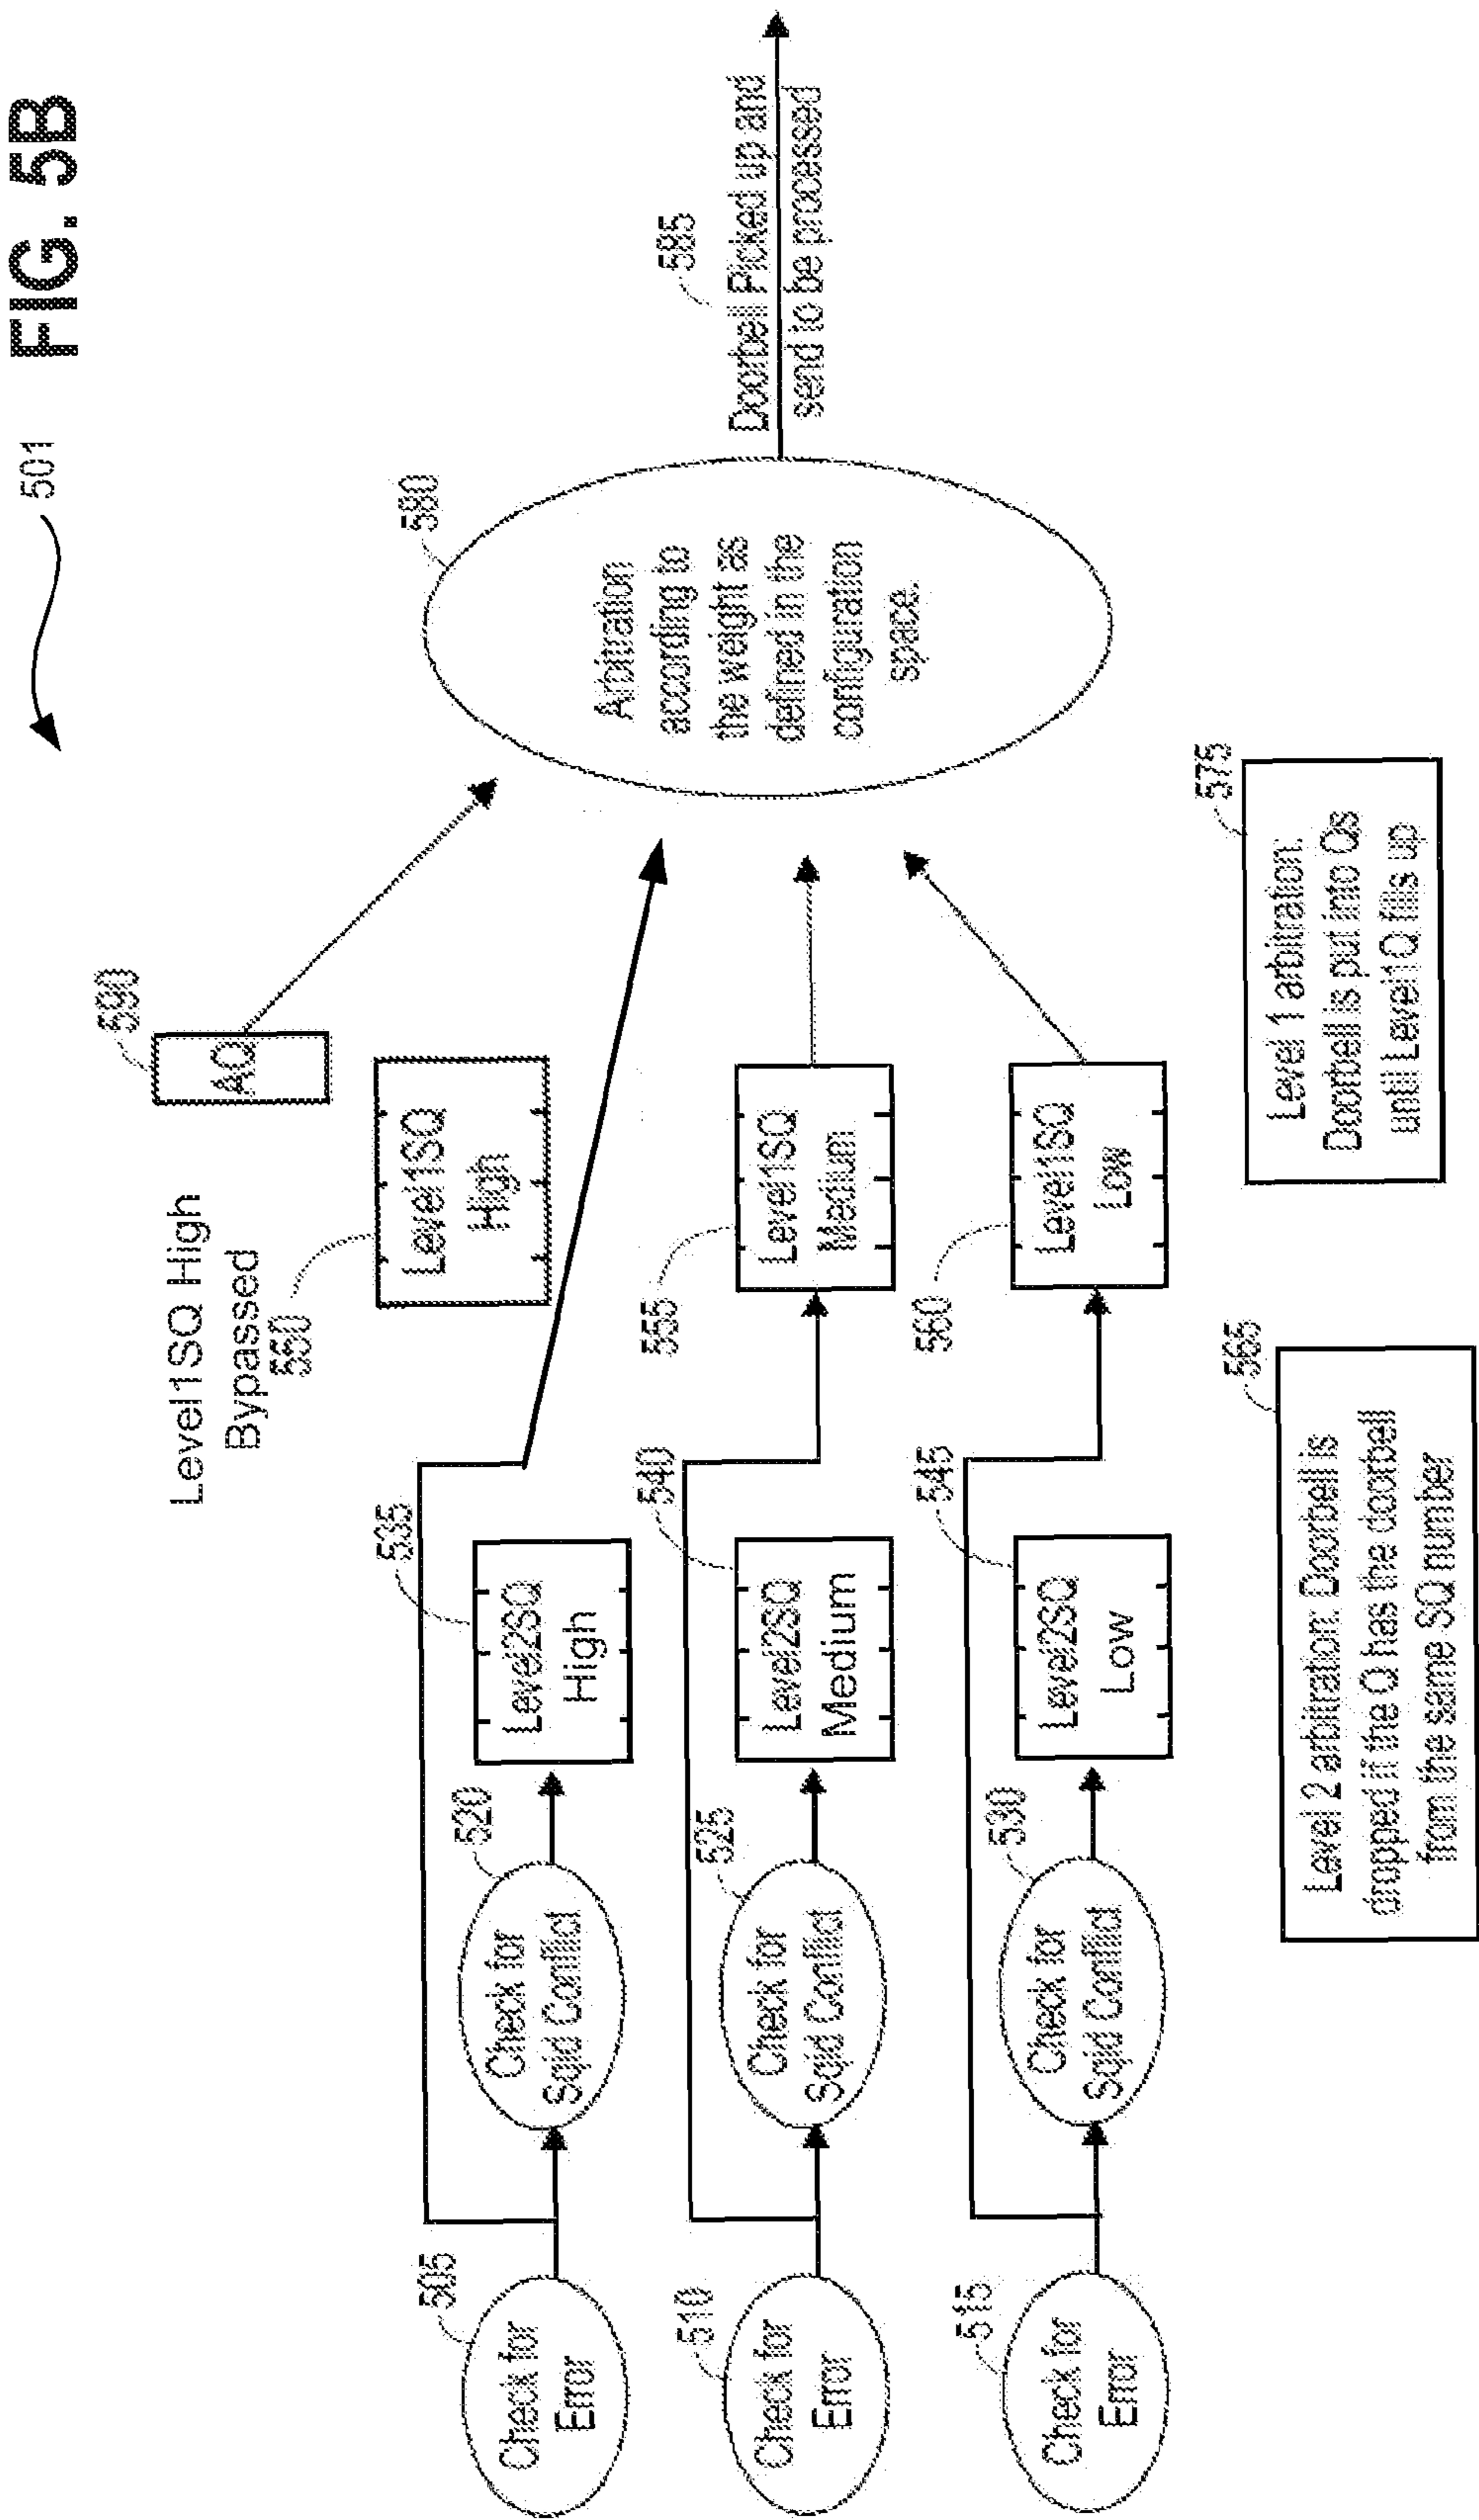 501
FIG. 5B
Level1SQ High
Bypassed
550
590
AQ
Level1SQ
High
505
Check for
Error
520
Check for
Sqid Conflict
535
Level2SQ
High
580
Arbitration
according to
the weight as
defined in the
configuration
space.
585
Doorbell Picked up and
send to be processed
510
Check for
Error
525
Check for
Sqid Conflict
540
Level2SQ
Medium
555
Level1SQ
Medium
515
Check for
Error
530
Check for
Sqid Conflict
545
Level2SQ
Low
560
Level1SQ
Low
565
Level 2 arbitration: Doorbell is
dropped if the Q has the doorbell
from the same SQ number
575
Level 1 arbitration:
Doorbell is put into Qs
until Level1Q fills up